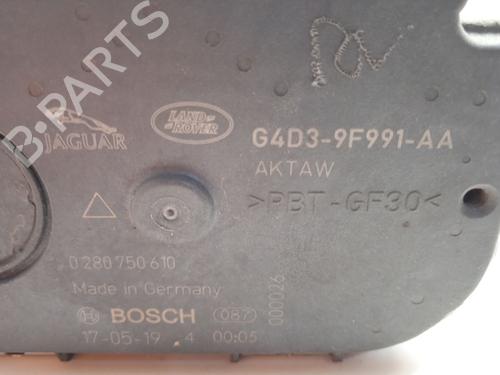 B-PARTS
JAGUAR
LAND ROVER
G4D3-9F991-AA
AKTAW
>PBT-GF30<
0 280 750 610
Made in Germany
BOSCH 087
17-05-19 4 00:05
000026